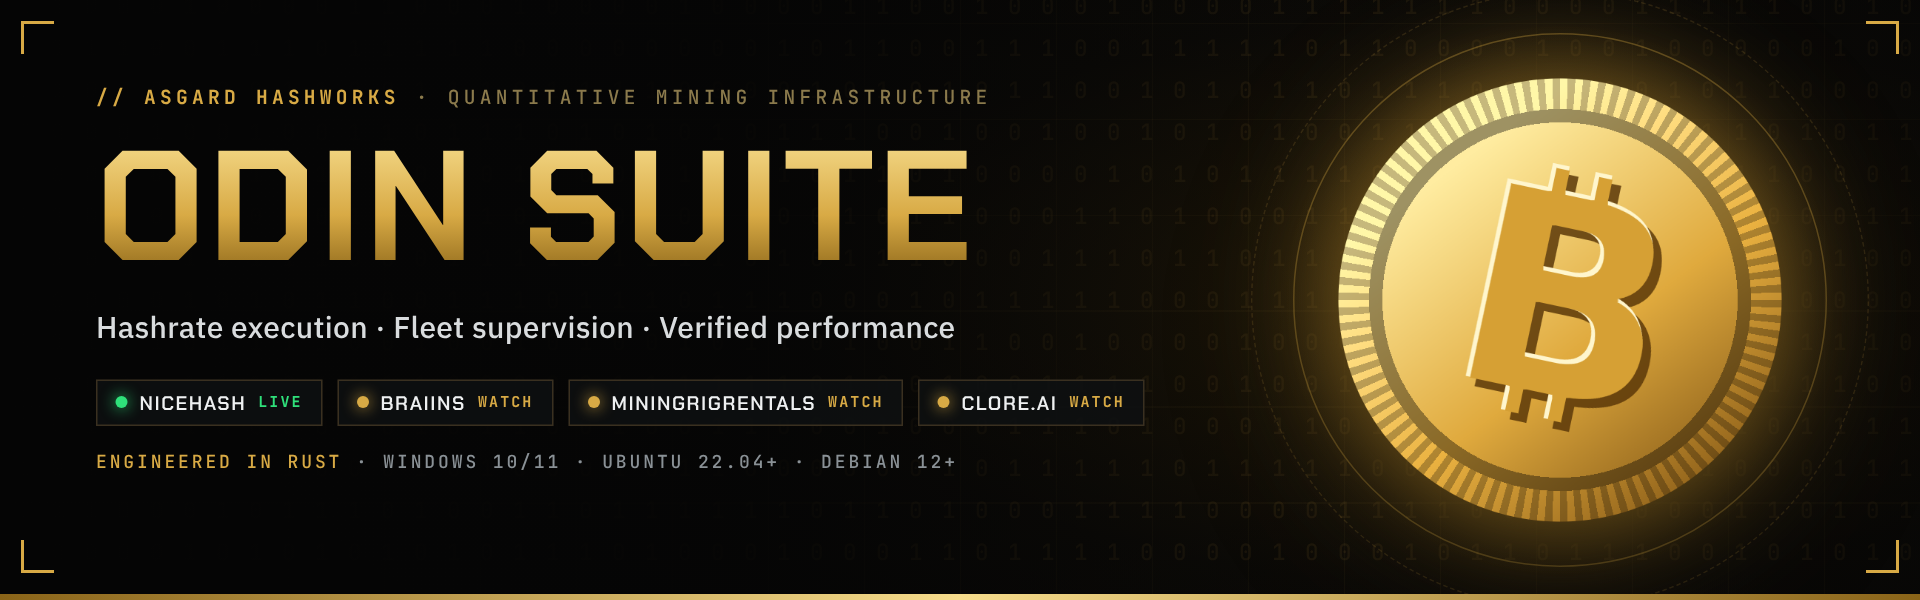 // ASGARD HASHWORKS · QUANTITATIVE MINING INFRASTRUCTURE
ODIN SUITE
Hashrate execution · Fleet supervision · Verified performance
NICEHASH LIVE BRAIINS WATCH MININGRIGRENTALS WATCH CLORE.AI WATCH
ENGINEERED IN RUST · WINDOWS 10/11 · UBUNTU 22.04+ · DEBIAN 12+